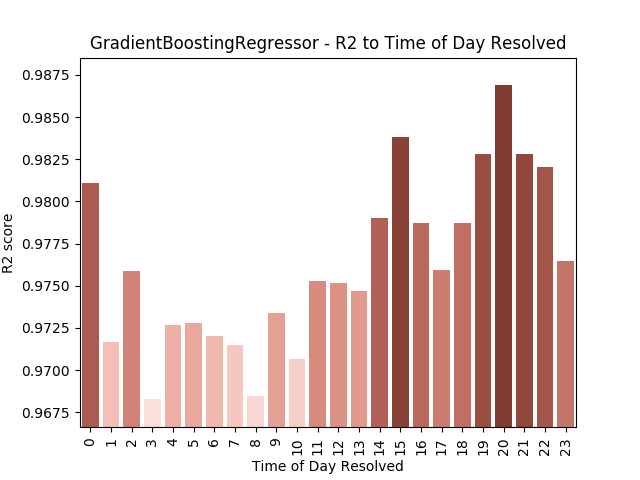 GradientBoostingRegressor - R2 to Time of Day Resolved
0.9875
0.9850
0.9825
0.9800
0.9775
0.9750
0.9725
0.9700
0.9675
R2 score
0 1 2 3 4 5 6 7 8 9 10 11 12 13 14 15 16 17 18 19 20 21 22 23
Time of Day Resolved